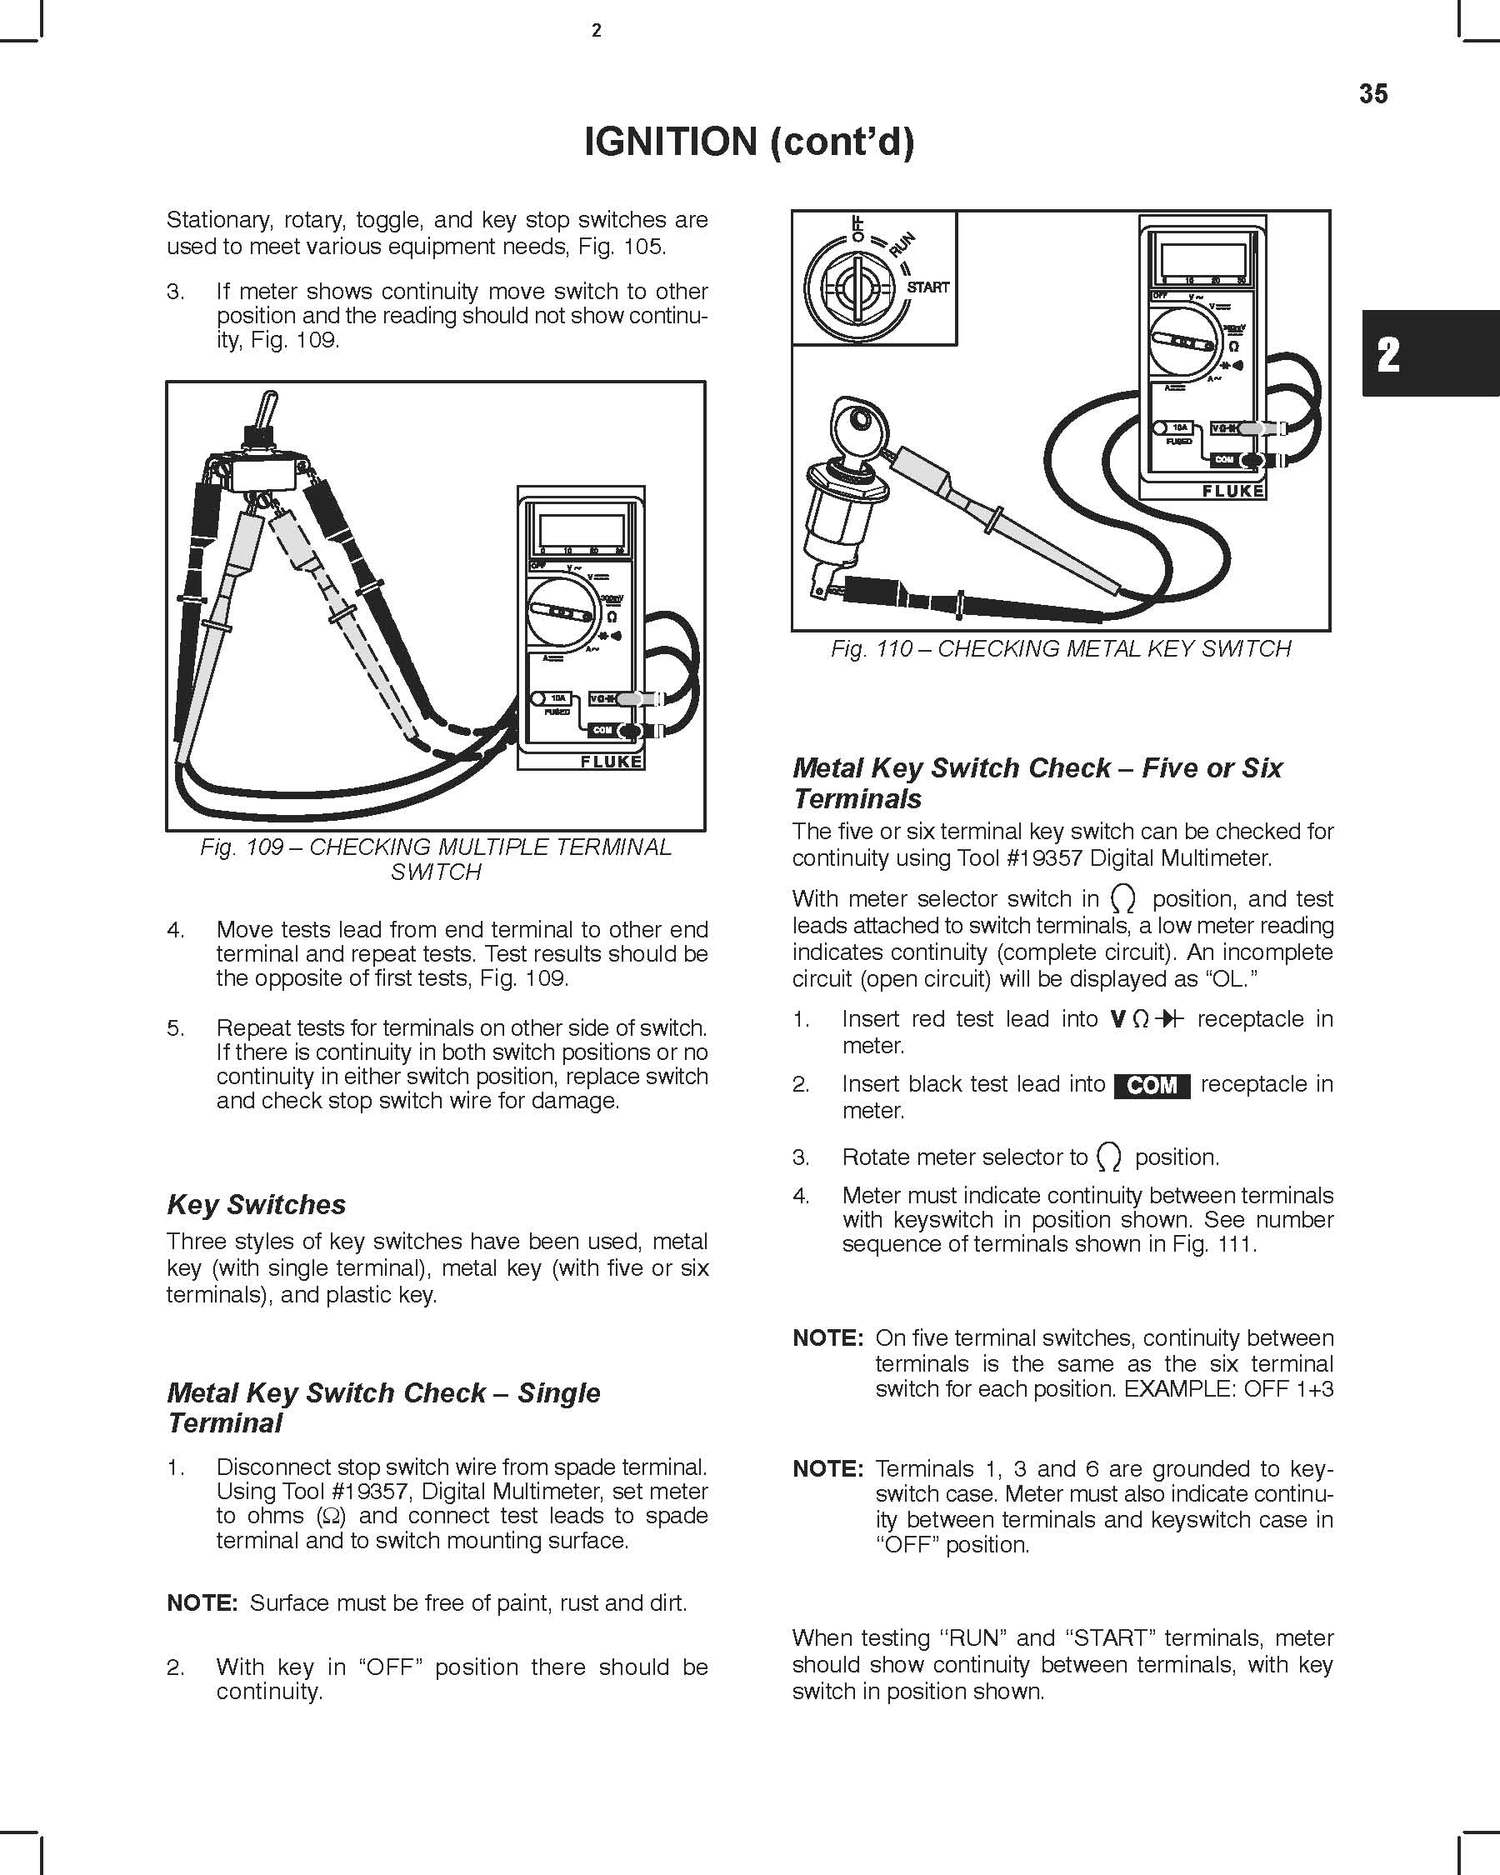 2
35
IGNITION (cont’d)
Stationary, rotary, toggle, and key stop switches are
used to meet various equipment needs, Fig. 105.
3. If meter shows continuity move switch to other
position and the reading should not show continu-
ity, Fig. 109.
OFF
V~
V
300mV
Ω
A~
A
10A
FUSED
COM
FLUKE
Fig. 109 – CHECKING MULTIPLE TERMINAL
SWITCH
4. Move tests lead from end terminal to other end
terminal and repeat tests. Test results should be
the opposite of first tests, Fig. 109.
5. Repeat tests for terminals on other side of switch.
If there is continuity in both switch positions or no
continuity in either switch position, replace switch
and check stop switch wire for damage.
Key Switches
Three styles of key switches have been used, metal
key (with single terminal), metal key (with five or six
terminals), and plastic key.
Metal Key Switch Check – Single
Terminal
1. Disconnect stop switch wire from spade terminal.
Using Tool #19357, Digital Multimeter, set meter
to ohms (Ω) and connect test leads to spade
terminal and to switch mounting surface.
NOTE: Surface must be free of paint, rust and dirt.
2. With key in “OFF” position there should be
continuity.
OFF
RUN
START
OFF
V~
V
300mV
Ω
A~
A
10A
FUSED
COM
FLUKE
Fig. 110 – CHECKING METAL KEY SWITCH
2
Metal Key Switch Check – Five or Six
Terminals
The five or six terminal key switch can be checked for
continuity using Tool #19357 Digital Multimeter.
With meter selector switch in Ω position, and test
leads attached to switch terminals, a low meter reading
indicates continuity (complete circuit). An incomplete
circuit (open circuit) will be displayed as “OL.”
1. Insert red test lead into V Ω receptacle in
meter.
2. Insert black test lead into COM receptacle in
meter.
3. Rotate meter selector to Ω position.
4. Meter must indicate continuity between terminals
with keyswitch in position shown. See number
sequence of terminals shown in Fig. 111.
NOTE: On five terminal switches, continuity between
terminals is the same as the six terminal
switch for each position. EXAMPLE: OFF 1+3
NOTE: Terminals 1, 3 and 6 are grounded to key-
switch case. Meter must also indicate continu-
ity between terminals and keyswitch case in
“OFF” position.
When testing “RUN” and “START” terminals, meter
should show continuity between terminals, with key
switch in position shown.